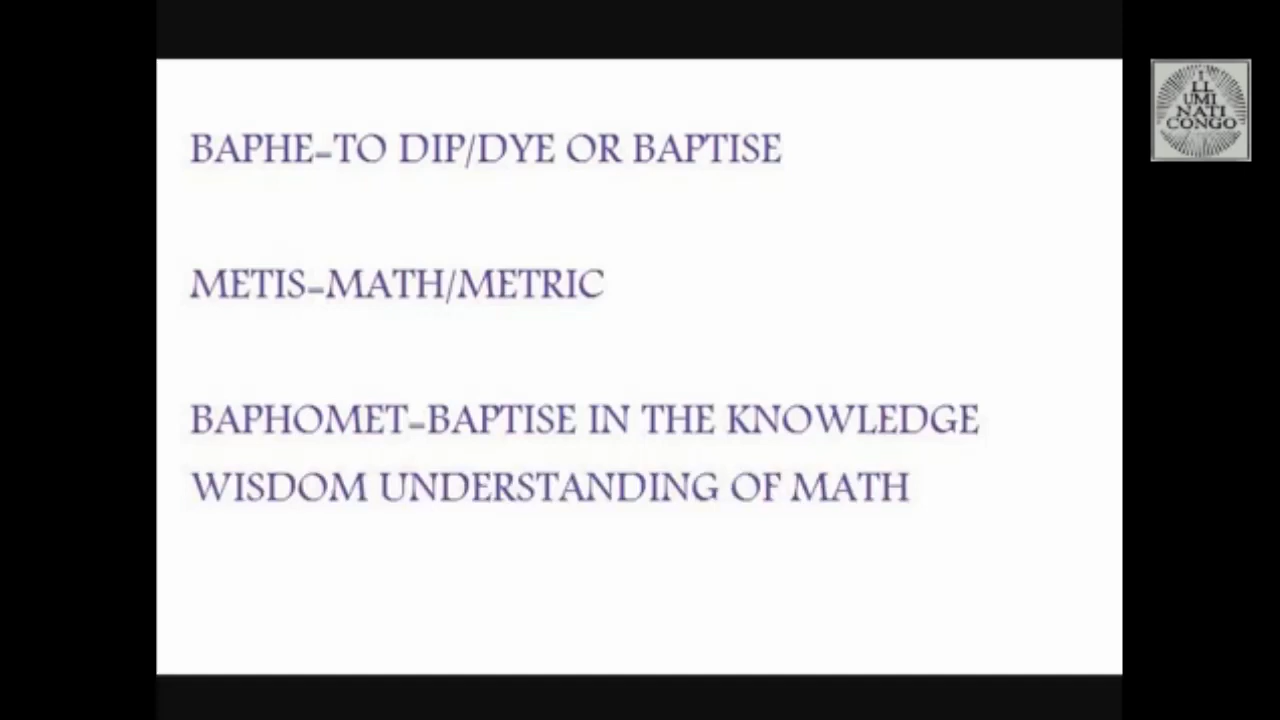 BAPHE-TO DIP/DYE OR BAPTISE
METIS-MATH/METRIC
BAPHOMET-BAPTISE IN THE KNOWLEDGE
WISDOM UNDERSTANDING OF MATH
I
LL
UMI
NATI
CONGO